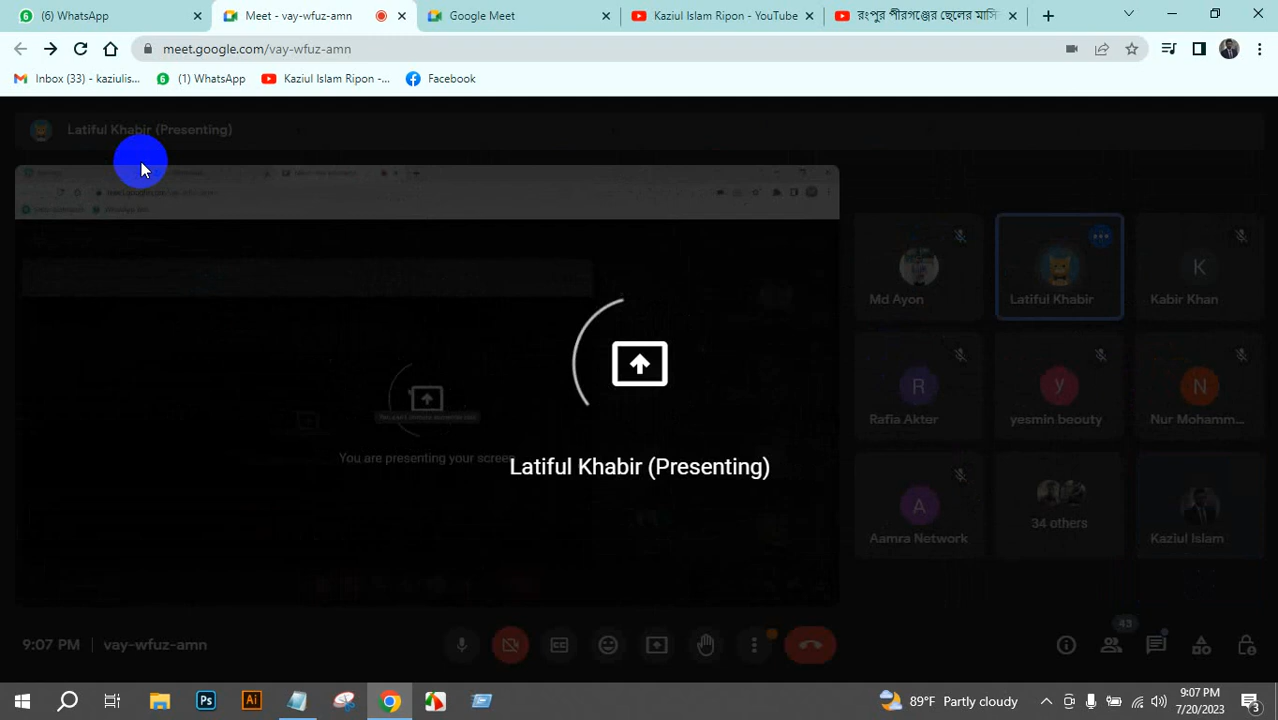 (6) WhatsApp
Meet - vay-wfuz-amn
Google Meet
Kaziul Islam Ripon - YouTube
রংপুর পীরগঞ্জের ছেলের মাসি
meet.google.com/vay-wfuz-amn
Inbox (33) - kaziulis...
(1) WhatsApp
Kaziul Islam Ripon -...
Facebook
Latiful Khabir (Presenting)
Md Ayon
Latiful Khabir
K
Kabir Khan
You are presenting your screen
Latiful Khabir (Presenting)
R
Rafia Akter
y
yesmin beouty
N
Nur Mohamm...
A
Aamra Network
34 others
Kaziul Islam
9:07 PM
vay-wfuz-amn
43
89°F Partly cloudy
9:07 PM
7/20/2023
3